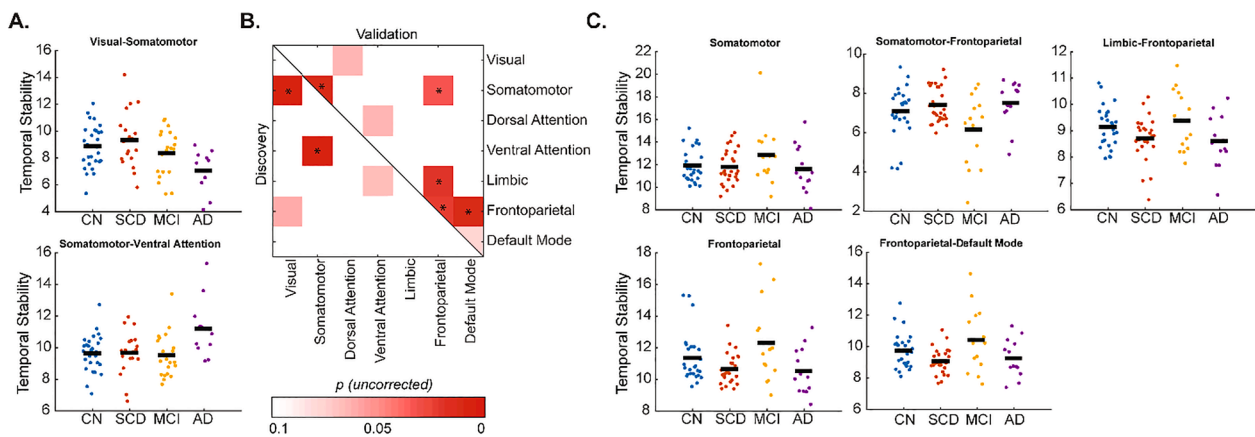 A.
Visual-Somatomotor
Temporal Stability
16
14
12
10
8
6
4
CN SCD MCI AD
Somatomotor-Ventral Attention
Temporal Stability
16
14
12
10
8
6
CN SCD MCI AD
B.
Validation
Discovery
Visual
Somatomotor
Dorsal Attention
Ventral Attention
Limbic
Frontoparietal
Default Mode
* * *
*
*
* *
Visual
Somatomotor
Dorsal Attention
Ventral Attention
Limbic
Frontoparietal
Default Mode
p (uncorrected)
0.1 0.05 0
C.
Somatomotor
Temporal Stability
22
20
18
16
14
12
10
8
CN SCD MCI AD
Somatomotor-Frontoparietal
10
8
6
4
2
CN SCD MCI AD
Limbic-Frontoparietal
12
11
10
9
8
7
6
CN SCD MCI AD
Frontoparietal
Temporal Stability
18
16
14
12
10
8
CN SCD MCI AD
Frontoparietal-Default Mode
16
14
12
10
8
6
CN SCD MCI AD